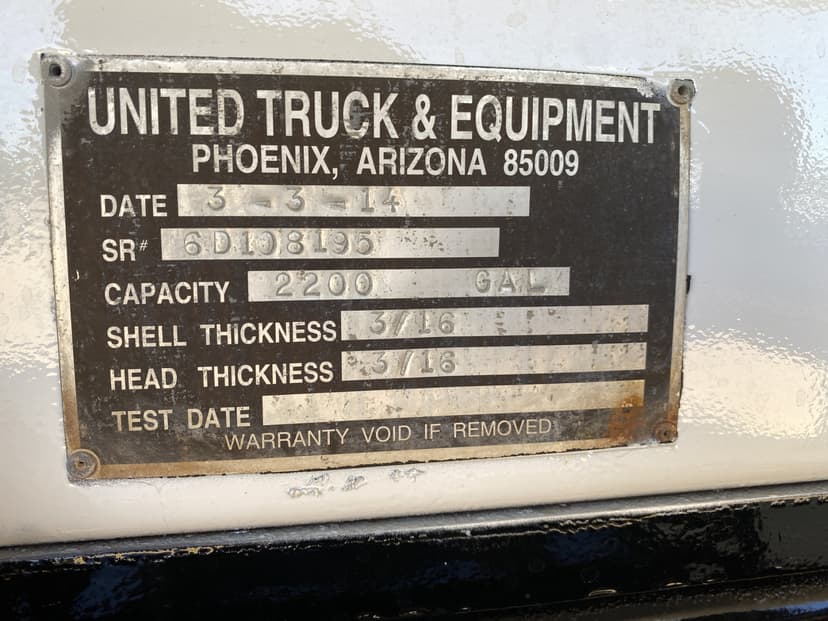 UNITED TRUCK & EQUIPMENT
PHOENIX, ARIZONA 85009
DATE 3-3-14
SR# 6D108195
CAPACITY 2200 GAL
SHELL THICKNESS 3/16
HEAD THICKNESS 3/16
TEST DATE
WARRANTY VOID IF REMOVED